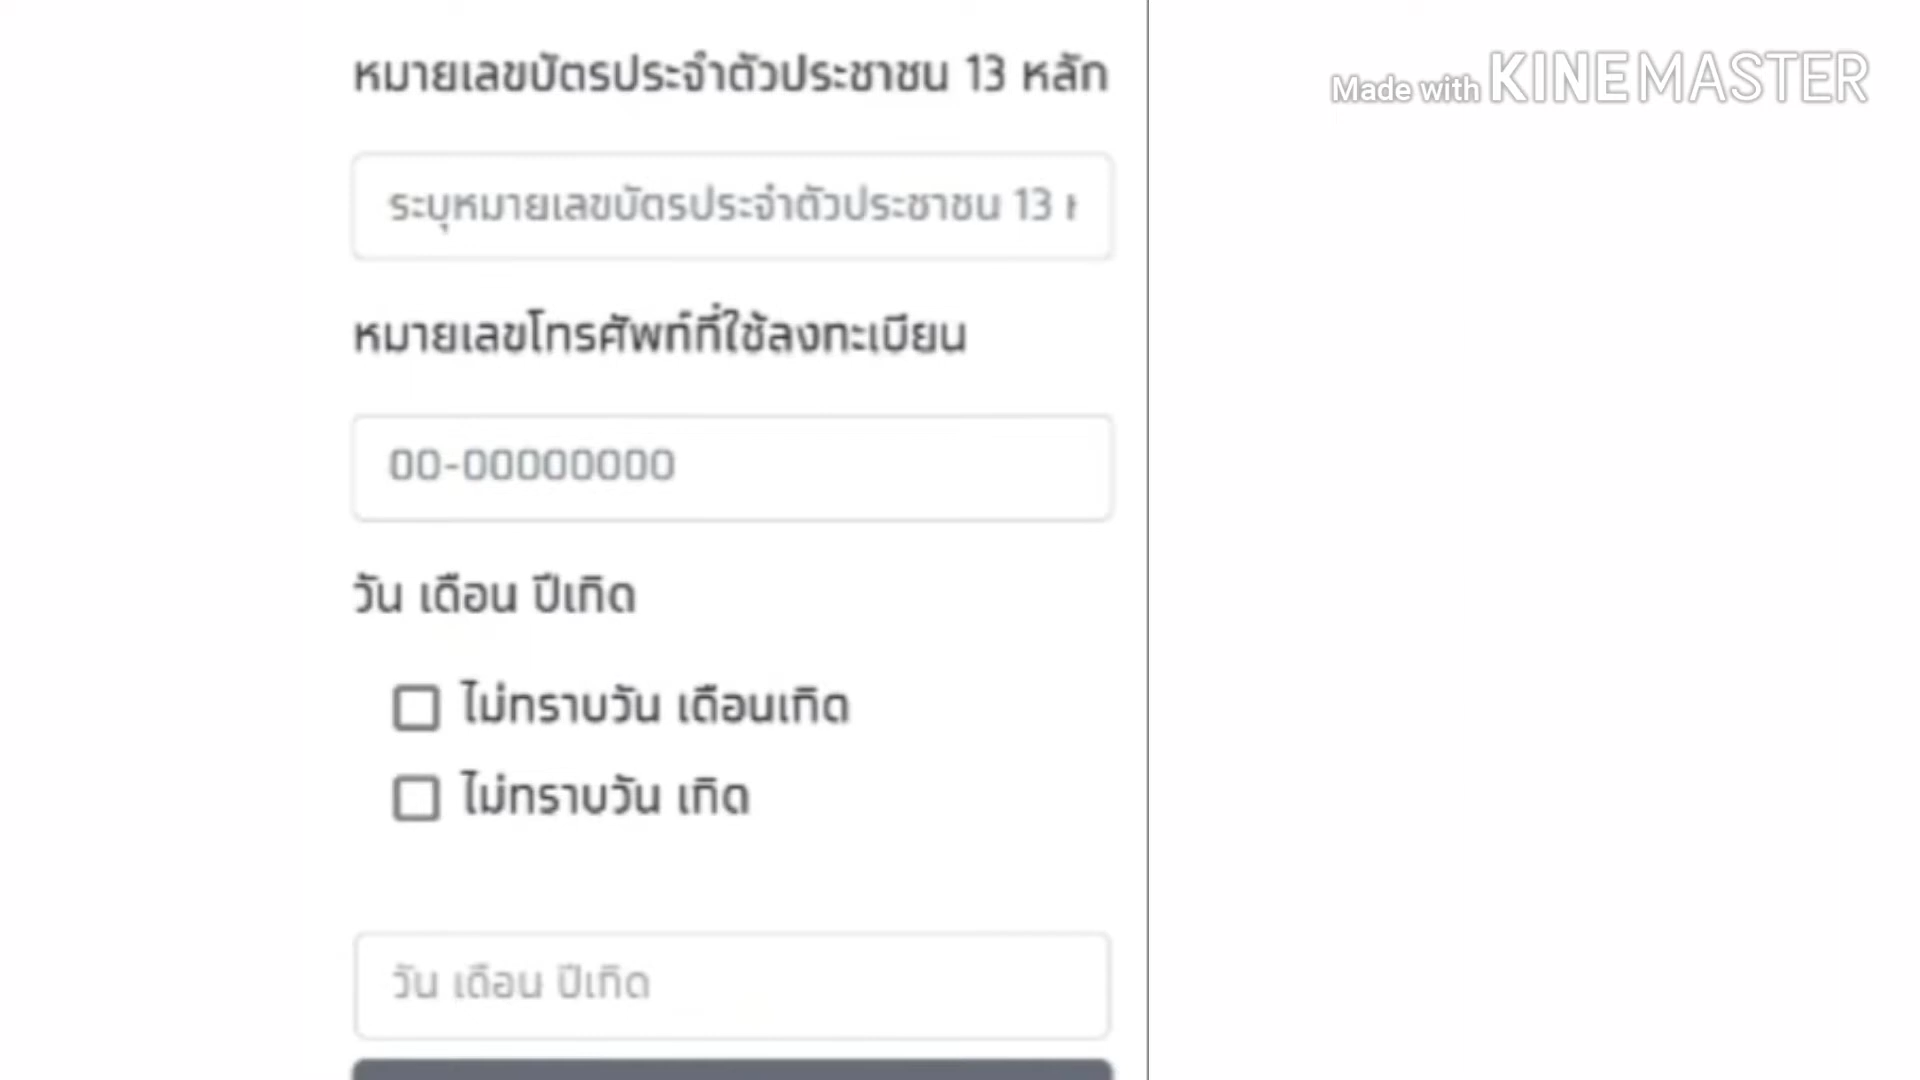 หมายเลขบัตรประจำตัวประชาชน 13 หลัก
Made with KINEMASTER
ระบุหมายเลขบัตรประจำตัวประชาชน 13 ห
หมายเลขโทรศัพท์ที่ใช้ลงทะเบียน
00-00000000
วัน เดือน ปีเกิด
ไม่ทราบวัน เดือนเกิด
ไม่ทราบวัน เกิด
วัน เดือน ปีเกิด